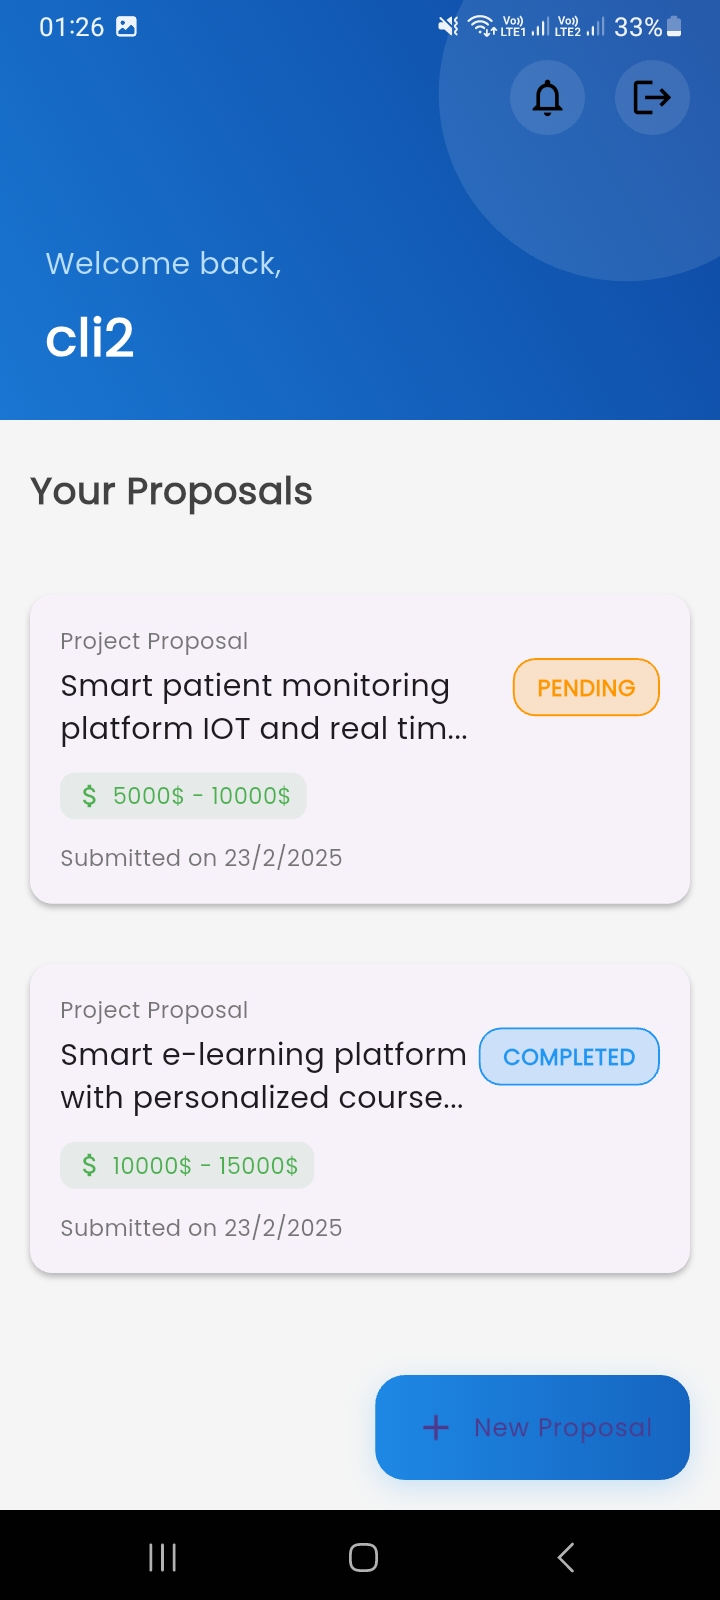 01:26
Vo)) LTE1 Vo)) LTE2 33%
Welcome back,
cli2
Your Proposals
Project Proposal
Smart patient monitoring
platform IOT and real tim...
PENDING
$ 5000$ - 10000$
Submitted on 23/2/2025
Project Proposal
Smart e-learning platform
with personalized course...
COMPLETED
$ 10000$ - 15000$
Submitted on 23/2/2025
+ New Proposal